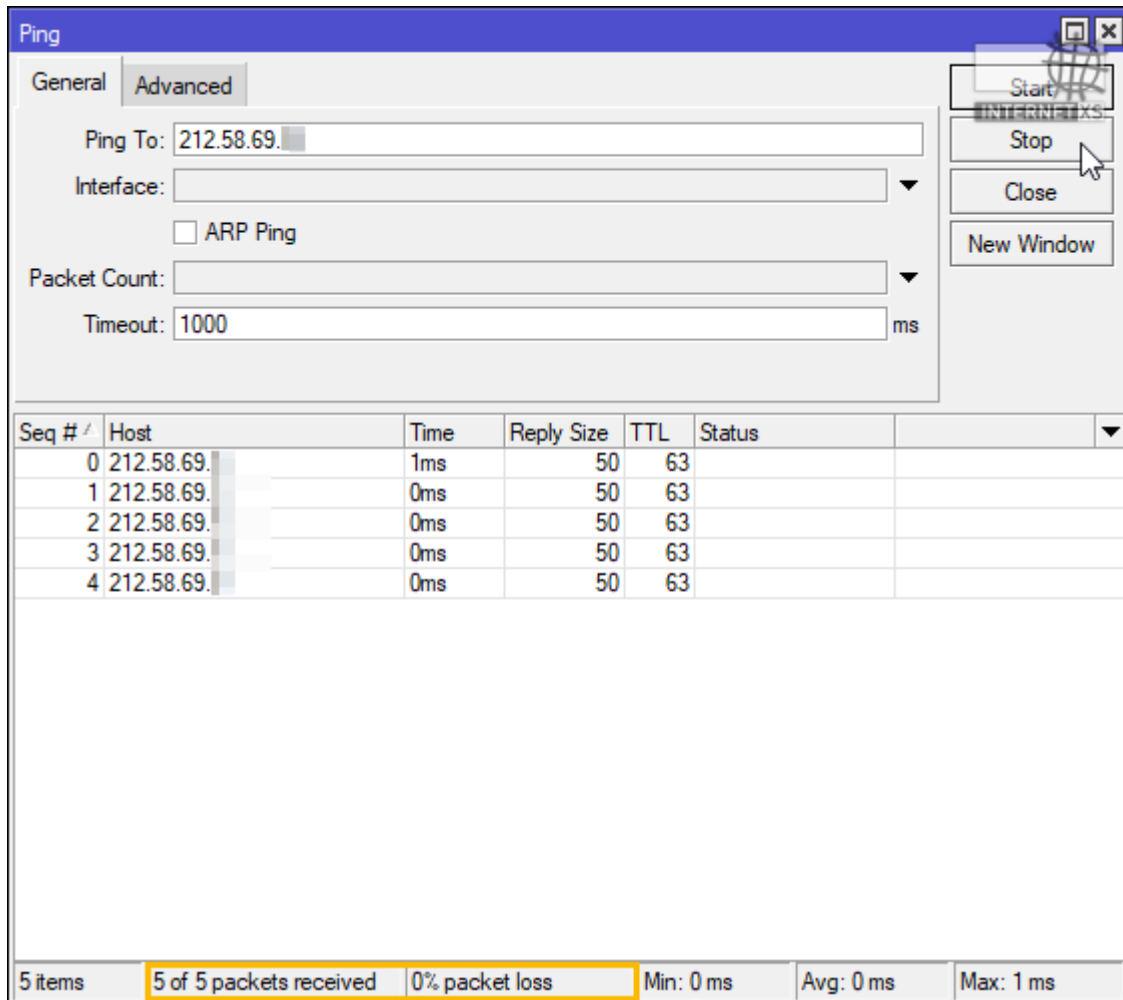 Ping
General Advanced Start
INTERNET XS
Ping To: 212.58.69. Stop
Interface: Close
ARP Ping New Window
Packet Count:
Timeout: 1000 ms
Seq # Host Time Reply Size TTL Status
0 212.58.69. 1ms 50 63
1 212.58.69. 0ms 50 63
2 212.58.69. 0ms 50 63
3 212.58.69. 0ms 50 63
4 212.58.69. 0ms 50 63
5 items 5 of 5 packets received 0% packet loss Min: 0 ms Avg: 0 ms Max: 1 ms